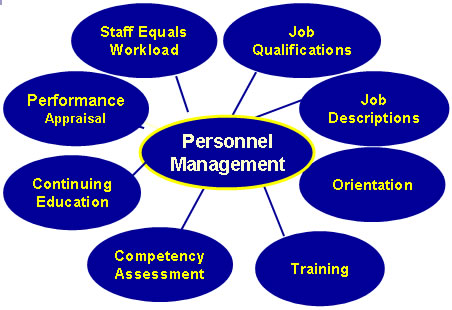 Staff Equals
Workload
Job
Qualifications
Performance
Appraisal
Job
Descriptions
Personnel
Management
Continuing
Education
Orientation
Competency
Assessment
Training